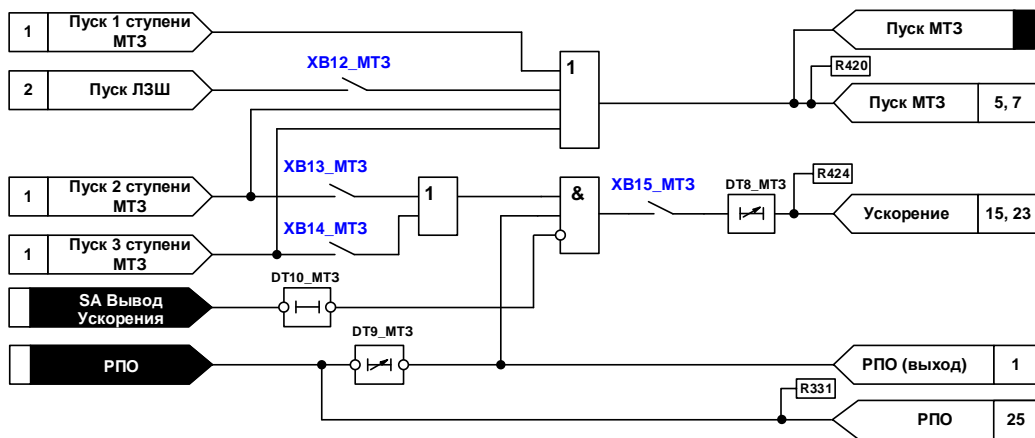 1
Пуск 1 ступени
МТЗ
2
Пуск ЛЗШ
XB12_МТЗ
1
Пуск МТЗ
R420
Пуск МТЗ
5, 7
1
Пуск 2 ступени
МТЗ
XB13_МТЗ
1
Пуск 3 ступени
МТЗ
XB14_МТЗ
1
&
XB15_МТЗ
DT8_МТЗ
R424
Ускорение
15, 23
SA Вывод
Ускорения
DT10_МТЗ
РПО
DT9_МТЗ
РПО (выход)
1
R331
РПО
25